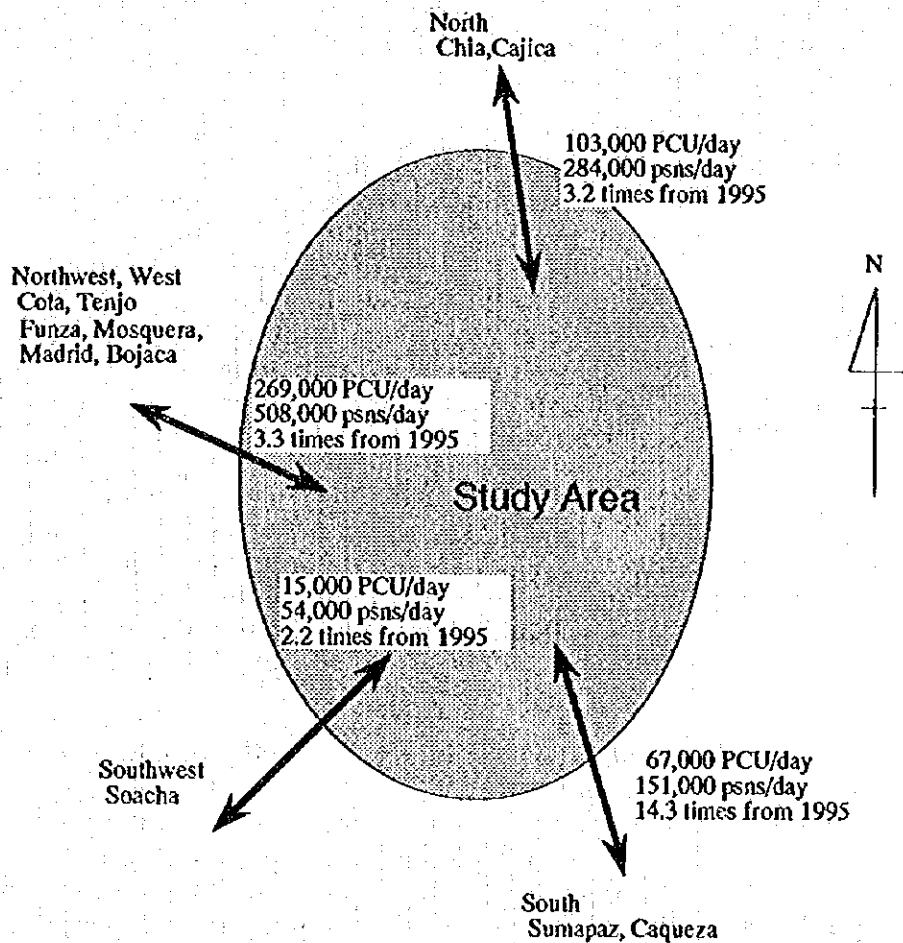 North
Chia,Cajica
103,000 PCU/day
284,000 psns/day
3.2 times from 1995
N
Northwest, West
Cota, Tenjo
Funza, Mosquera,
Madrid, Bojaca
269,000 PCU/day
508,000 psns/day
3.3 times from 1995
Study Area
15,000 PCU/day
54,000 psns/day
2.2 times from 1995
Southwest
Soacha
67,000 PCU/day
151,000 psns/day
14.3 times from 1995
South
Sumapaz, Caqueza